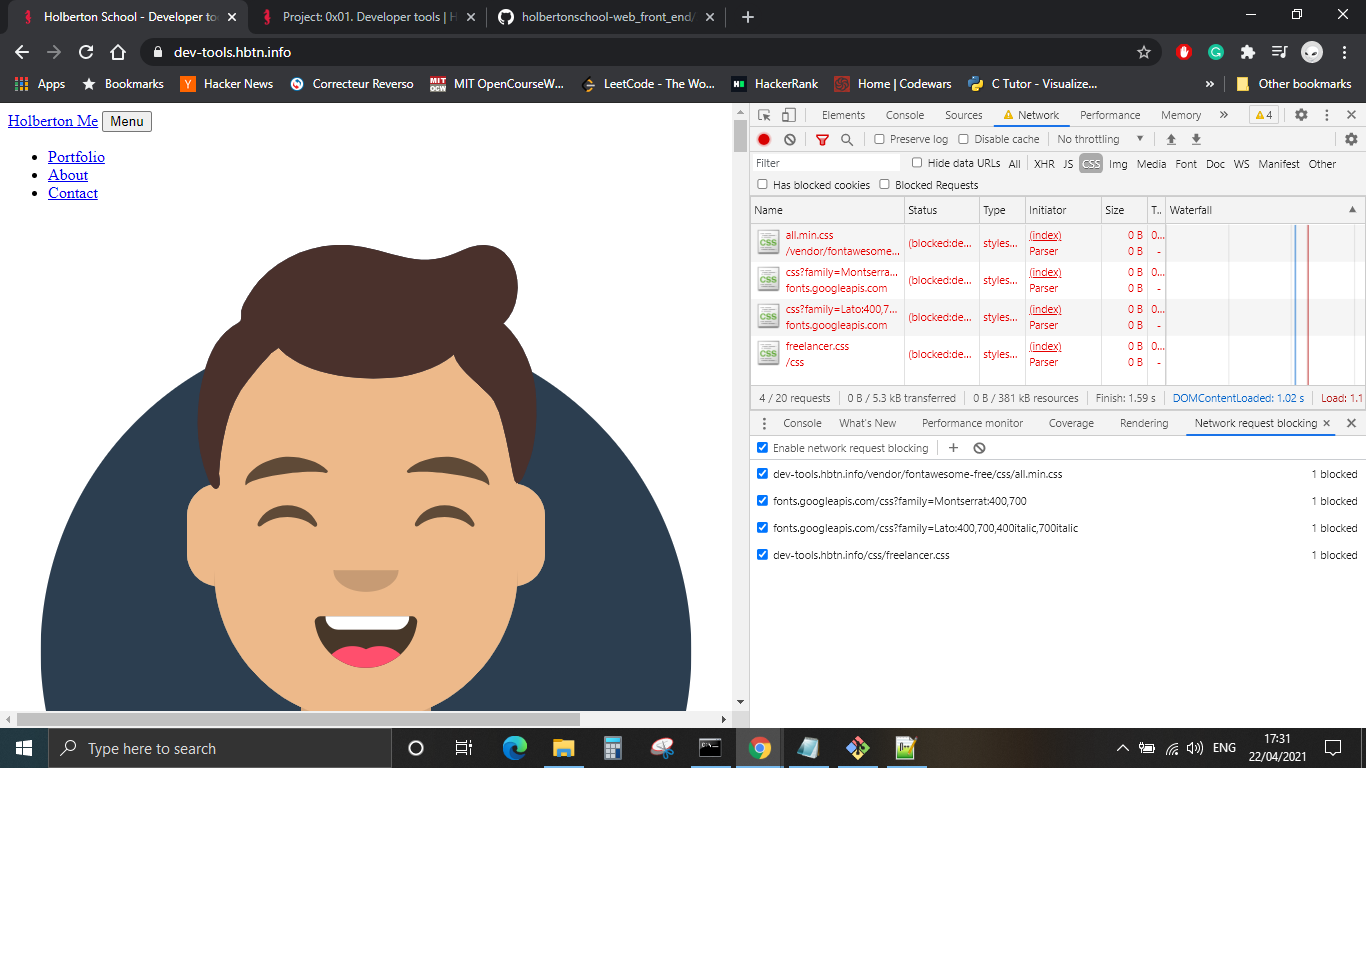 Holberton School - Developer to
Project: 0x01. Developer tools | H
holbertonschool-web_front_end/
dev-tools.hbtn.info
Apps
Bookmarks
Hacker News
Correcteur Reverso
MIT OpenCourseW...
LeetCode - The Wo...
HackerRank
Home | Codewars
C Tutor - Visualize...
»
Other bookmarks
Holberton Me
Menu
Portfolio
About
Contact
Elements
Console
Sources
Network
Performance
Memory
»
4
Preserve log
Disable cache
No throttling
Filter
Hide data URLs
All
XHR
JS
CSS
Img
Media
Font
Doc
WS
Manifest
Other
Has blocked cookies
Blocked Requests
Name
Status
Type
Initiator
Size
T..
Waterfall
all.min.css
/vendor/fontawesome...
(blocked:de...
styles...
(index)
Parser
0 B
0 B
0...
-
css?family=Montserra...
fonts.googleapis.com
(blocked:de...
styles...
(index)
Parser
0 B
0 B
0...
-
css?family=Lato:400,7...
fonts.googleapis.com
(blocked:de...
styles...
(index)
Parser
0 B
0 B
0...
-
freelancer.css
/css
(blocked:de...
styles...
(index)
Parser
0 B
0 B
0...
-
4 / 20 requests
0 B / 5.3 kB transferred
0 B / 381 kB resources
Finish: 1.59 s
DOMContentLoaded: 1.02 s
Load: 1.1
Console
What's New
Performance monitor
Coverage
Rendering
Network request blocking
Enable network request blocking
dev-tools.hbtn.info/vendor/fontawesome-free/css/all.min.css
1 blocked
fonts.googleapis.com/css?family=Montserrat:400,700
1 blocked
fonts.googleapis.com/css?family=Lato:400,700,400italic,700italic
1 blocked
dev-tools.hbtn.info/css/freelancer.css
1 blocked
Type here to search
ENG
17:31
22/04/2021